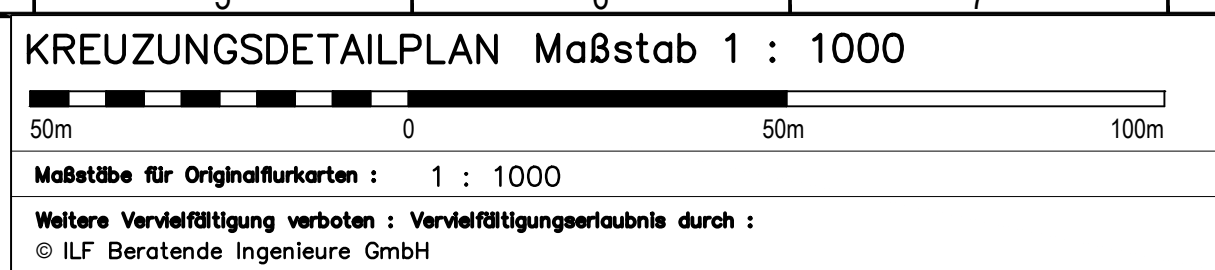 KREUZUNGSDETAILPLAN Maßstab 1 : 1000
50m 0 50m 100m
Maßstäbe für Originalflurkarten : 1 : 1000
Weitere Vervielfältigung verboten : Vervielfältigungserlaubnis durch :
© ILF Beratende Ingenieure GmbH